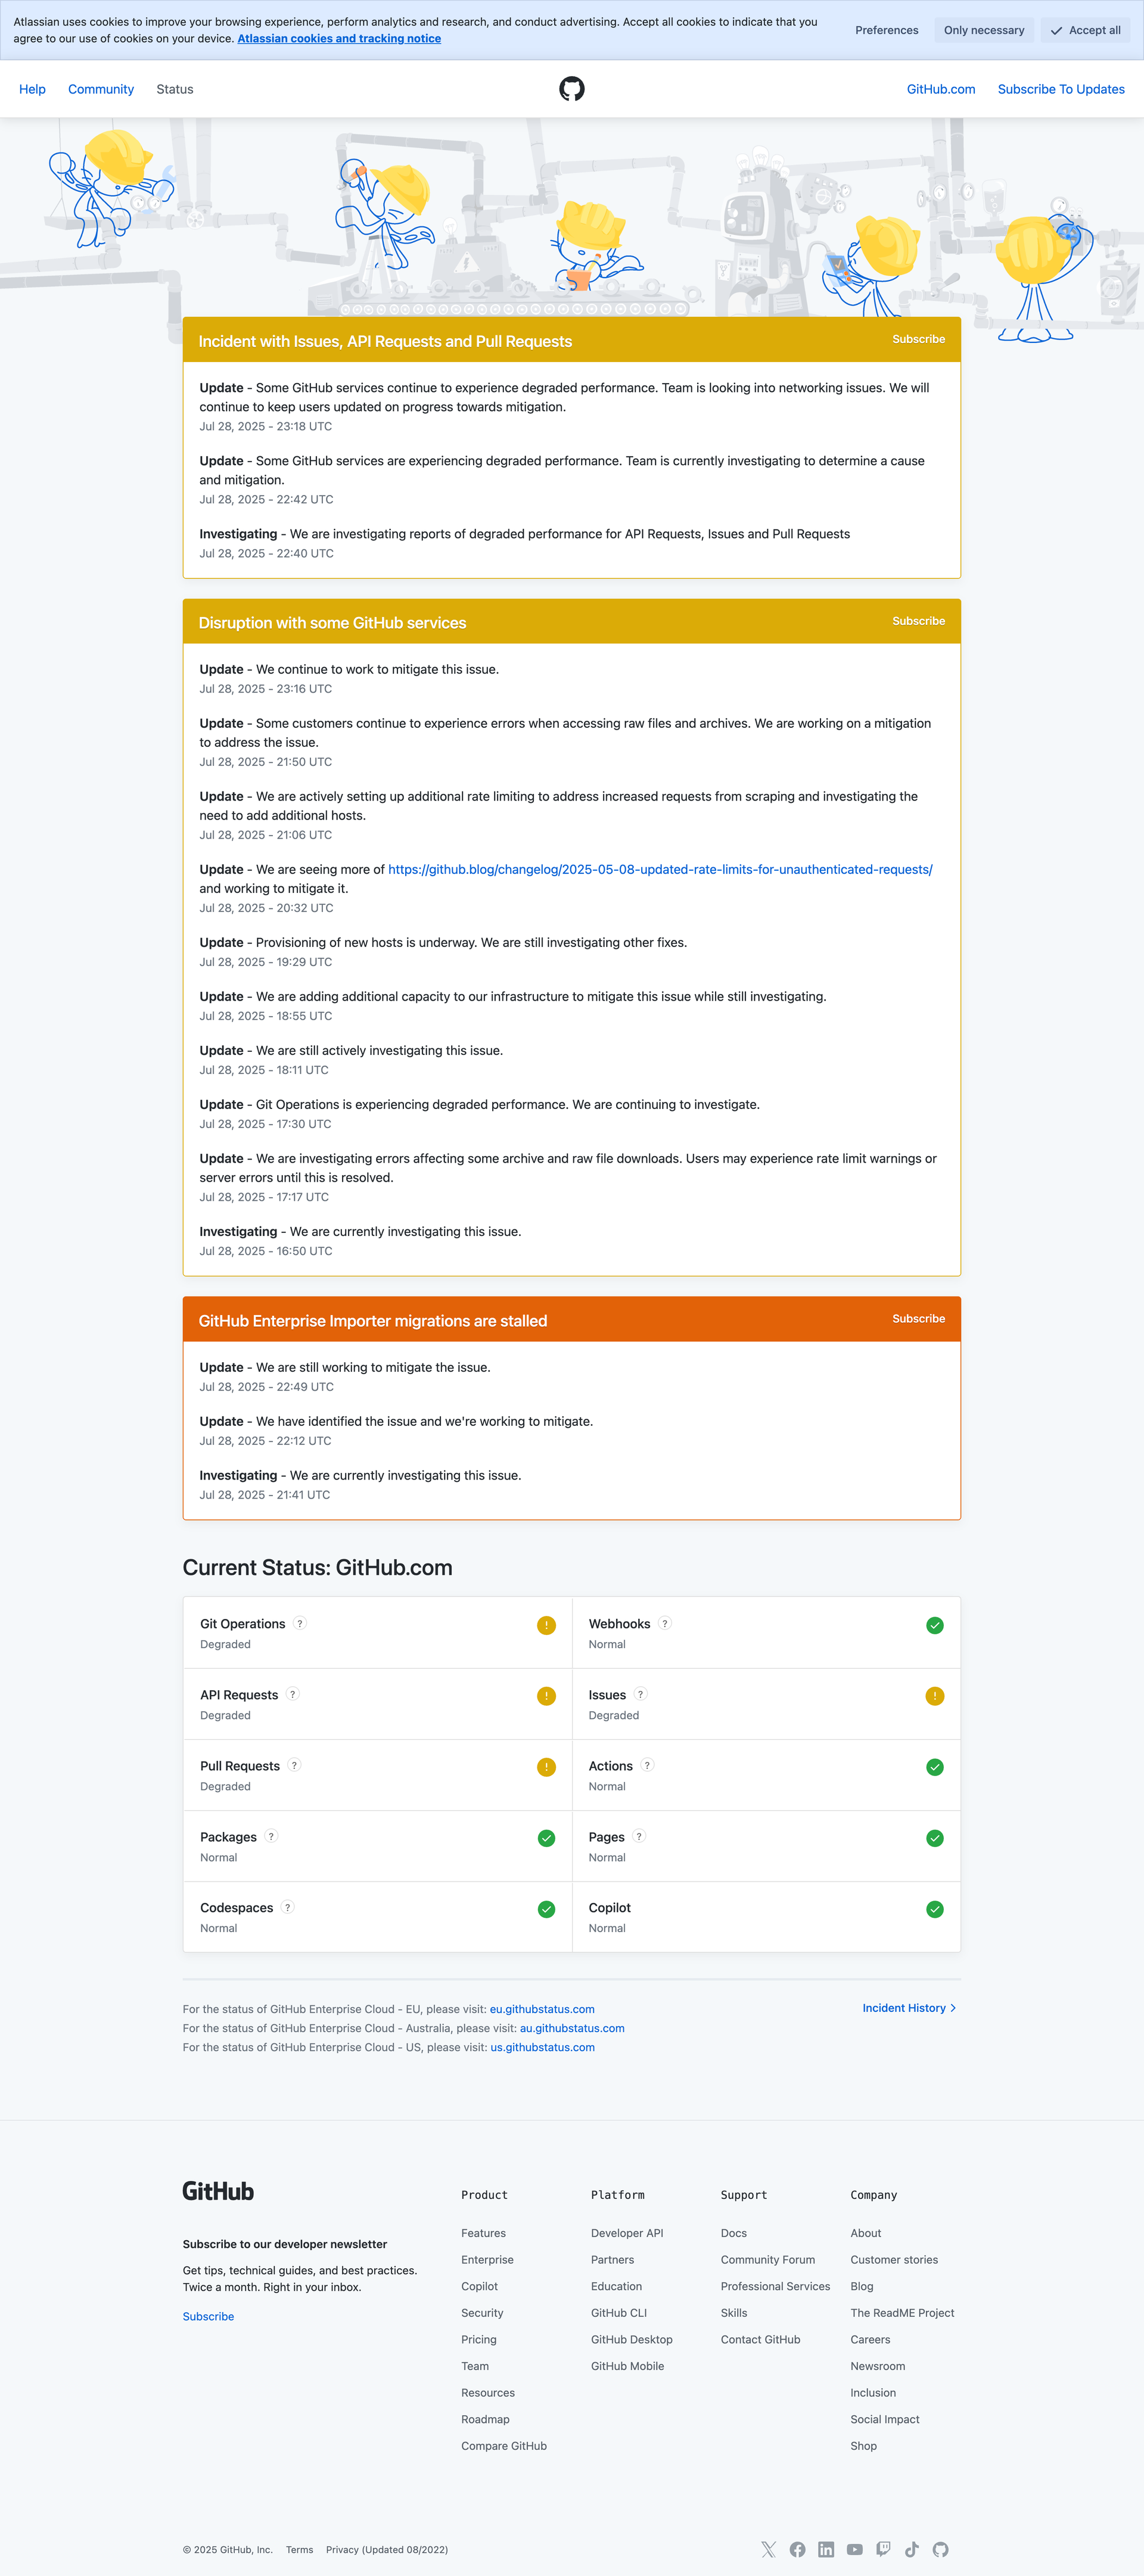 Atlassian uses cookies to improve your browsing experience, perform analytics and research, and conduct advertising. Accept all cookies to indicate that you
agree to our use of cookies on your device. Atlassian cookies and tracking notice
Preferences
Only necessary
Accept all
Help
Community
Status
GitHub.com
Subscribe To Updates
Incident with Issues, API Requests and Pull Requests
Subscribe
Update - Some GitHub services continue to experience degraded performance. Team is looking into networking issues. We will
continue to keep users updated on progress towards mitigation.
Jul 28, 2025 - 23:18 UTC
Update - Some GitHub services are experiencing degraded performance. Team is currently investigating to determine a cause
and mitigation.
Jul 28, 2025 - 22:42 UTC
Investigating - We are investigating reports of degraded performance for API Requests, Issues and Pull Requests
Jul 28, 2025 - 22:40 UTC
Disruption with some GitHub services
Subscribe
Update - We continue to work to mitigate this issue.
Jul 28, 2025 - 23:16 UTC
Update - Some customers continue to experience errors when accessing raw files and archives. We are working on a mitigation
to address the issue.
Jul 28, 2025 - 21:50 UTC
Update - We are actively setting up additional rate limiting to address increased requests from scraping and investigating the
need to add additional hosts.
Jul 28, 2025 - 21:06 UTC
Update - We are seeing more of https://github.blog/changelog/2025-05-08-updated-rate-limits-for-unauthenticated-requests/
and working to mitigate it.
Jul 28, 2025 - 20:32 UTC
Update - Provisioning of new hosts is underway. We are still investigating other fixes.
Jul 28, 2025 - 19:29 UTC
Update - We are adding additional capacity to our infrastructure to mitigate this issue while still investigating.
Jul 28, 2025 - 18:55 UTC
Update - We are still actively investigating this issue.
Jul 28, 2025 - 18:11 UTC
Update - Git Operations is experiencing degraded performance. We are continuing to investigate.
Jul 28, 2025 - 17:30 UTC
Update - We are investigating errors affecting some archive and raw file downloads. Users may experience rate limit warnings or
server errors until this is resolved.
Jul 28, 2025 - 17:17 UTC
Investigating - We are currently investigating this issue.
Jul 28, 2025 - 16:50 UTC
GitHub Enterprise Importer migrations are stalled
Subscribe
Update - We are still working to mitigate the issue.
Jul 28, 2025 - 22:49 UTC
Update - We have identified the issue and we're working to mitigate.
Jul 28, 2025 - 22:12 UTC
Investigating - We are currently investigating this issue.
Jul 28, 2025 - 21:41 UTC
Current Status: GitHub.com
Git Operations ?
Degraded
Webhooks ?
Normal
API Requests ?
Degraded
Issues ?
Degraded
Pull Requests ?
Degraded
Actions ?
Normal
Packages ?
Normal
Pages ?
Normal
Codespaces ?
Normal
Copilot
Normal
For the status of GitHub Enterprise Cloud - EU, please visit: eu.githubstatus.com
For the status of GitHub Enterprise Cloud - Australia, please visit: au.githubstatus.com
For the status of GitHub Enterprise Cloud - US, please visit: us.githubstatus.com
Incident History
GitHub
Subscribe to our developer newsletter
Get tips, technical guides, and best practices.
Twice a month. Right in your inbox.
Subscribe
Product
Features
Enterprise
Copilot
Security
Pricing
Team
Resources
Roadmap
Compare GitHub
Platform
Developer API
Partners
Education
GitHub CLI
GitHub Desktop
GitHub Mobile
Support
Docs
Community Forum
Professional Services
Skills
Contact GitHub
Company
About
Customer stories
Blog
The ReadME Project
Careers
Newsroom
Inclusion
Social Impact
Shop
© 2025 GitHub, Inc.
Terms
Privacy (Updated 08/2022)